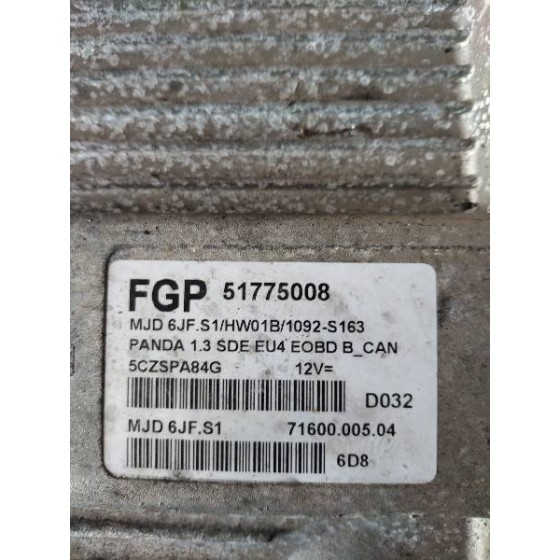 FGP 51775008
MJD 6JF.S1/HW01B/1092-S163
PANDA 1.3 SDE EU4 EOBD B_CAN
5CZSPA84G 12V=
D032
MJD 6JF.S1 71600.005.04
6D8